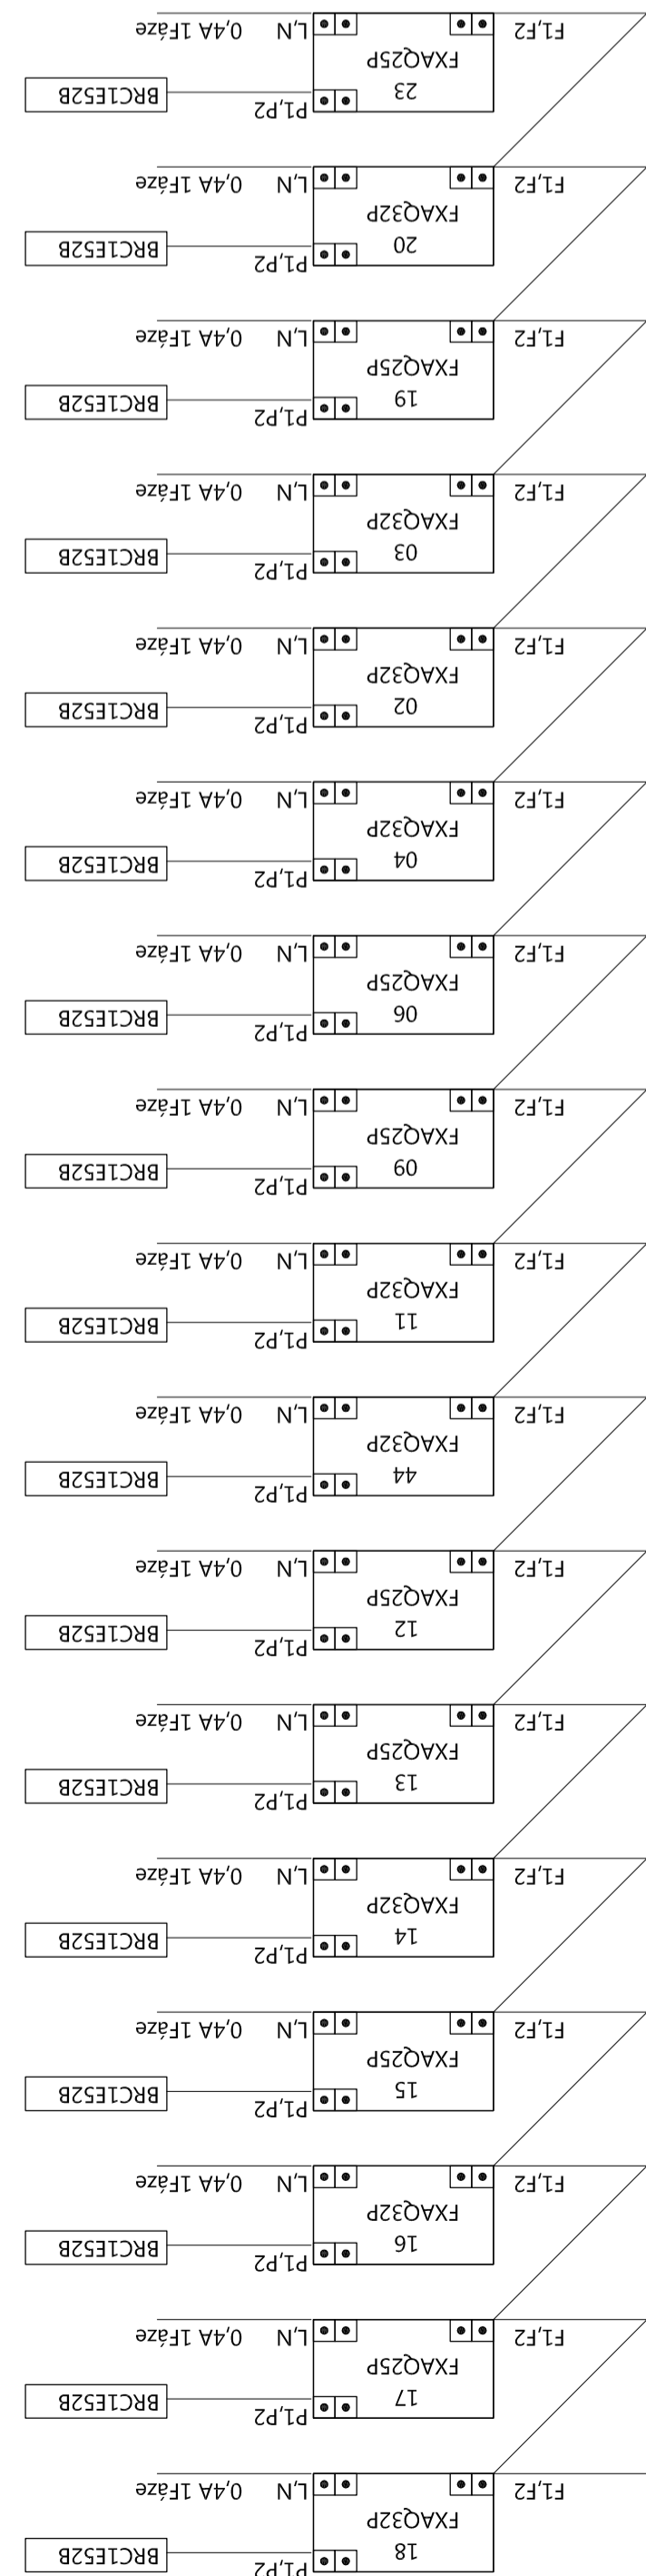 18 P1,P2 BRC1E52B
FXAQ32P
F1,F2 L,N 0,4A 1Fáze
17 P1,P2 BRC1E52B
FXAQ25P
F1,F2 L,N 0,4A 1Fáze
16 P1,P2 BRC1E52B
FXAQ32P
F1,F2 L,N 0,4A 1Fáze
15 P1,P2 BRC1E52B
FXAQ25P
F1,F2 L,N 0,4A 1Fáze
14 P1,P2 BRC1E52B
FXAQ32P
F1,F2 L,N 0,4A 1Fáze
13 P1,P2 BRC1E52B
FXAQ25P
F1,F2 L,N 0,4A 1Fáze
12 P1,P2 BRC1E52B
FXAQ25P
F1,F2 L,N 0,4A 1Fáze
44 P1,P2 BRC1E52B
FXAQ32P
F1,F2 L,N 0,4A 1Fáze
11 P1,P2 BRC1E52B
FXAQ32P
F1,F2 L,N 0,4A 1Fáze
09 P1,P2 BRC1E52B
FXAQ25P
F1,F2 L,N 0,4A 1Fáze
06 P1,P2 BRC1E52B
FXAQ25P
F1,F2 L,N 0,4A 1Fáze
04 P1,P2 BRC1E52B
FXAQ32P
F1,F2 L,N 0,4A 1Fáze
02 P1,P2 BRC1E52B
FXAQ32P
F1,F2 L,N 0,4A 1Fáze
03 P1,P2 BRC1E52B
FXAQ32P
F1,F2 L,N 0,4A 1Fáze
19 P1,P2 BRC1E52B
FXAQ25P
F1,F2 L,N 0,4A 1Fáze
20 P1,P2 BRC1E52B
FXAQ32P
F1,F2 L,N 0,4A 1Fáze
23 P1,P2 BRC1E52B
FXAQ25P
F1,F2 L,N 0,4A 1Fáze